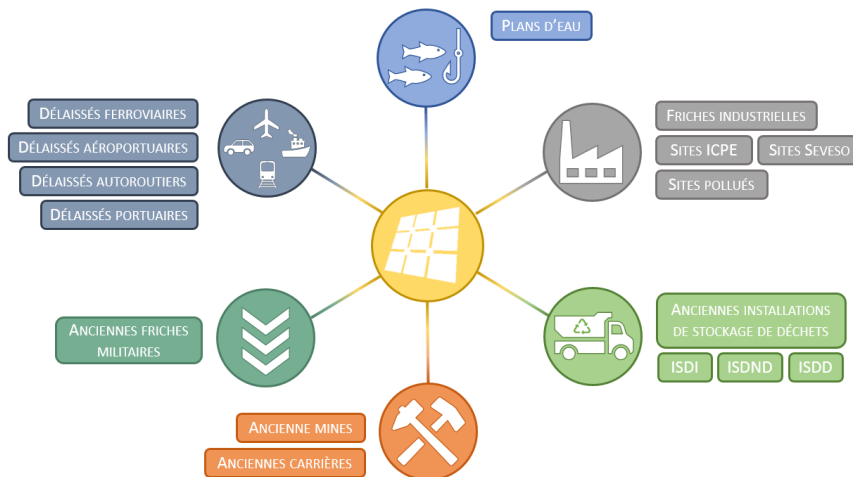 PLANS D'EAU
DÉLAISSÉS FERROVIAIRES
DÉLAISSÉS AÉROPORTUAIRES
DÉLAISSÉS AUTOROUTIERS
DÉLAISSÉS PORTUAIRES
FRICHES INDUSTRIELLES
SITES ICPE
SITES SEVESO
SITES POLLUÉS
ANCIENNES FRICHES
MILITAIRES
ANCIENNES INSTALLATIONS
DE STOCKAGE DE DÉCHETS
ISDI
ISDND
ISDD
ANCIENNE MINES
ANCIENNES CARRIÈRES